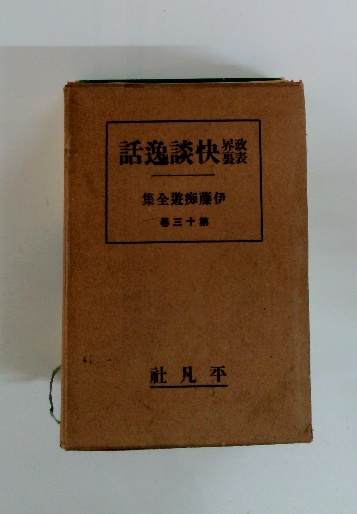 政界表裏快談逸話
伊藤痴遊全集
第十三巻
平凡社